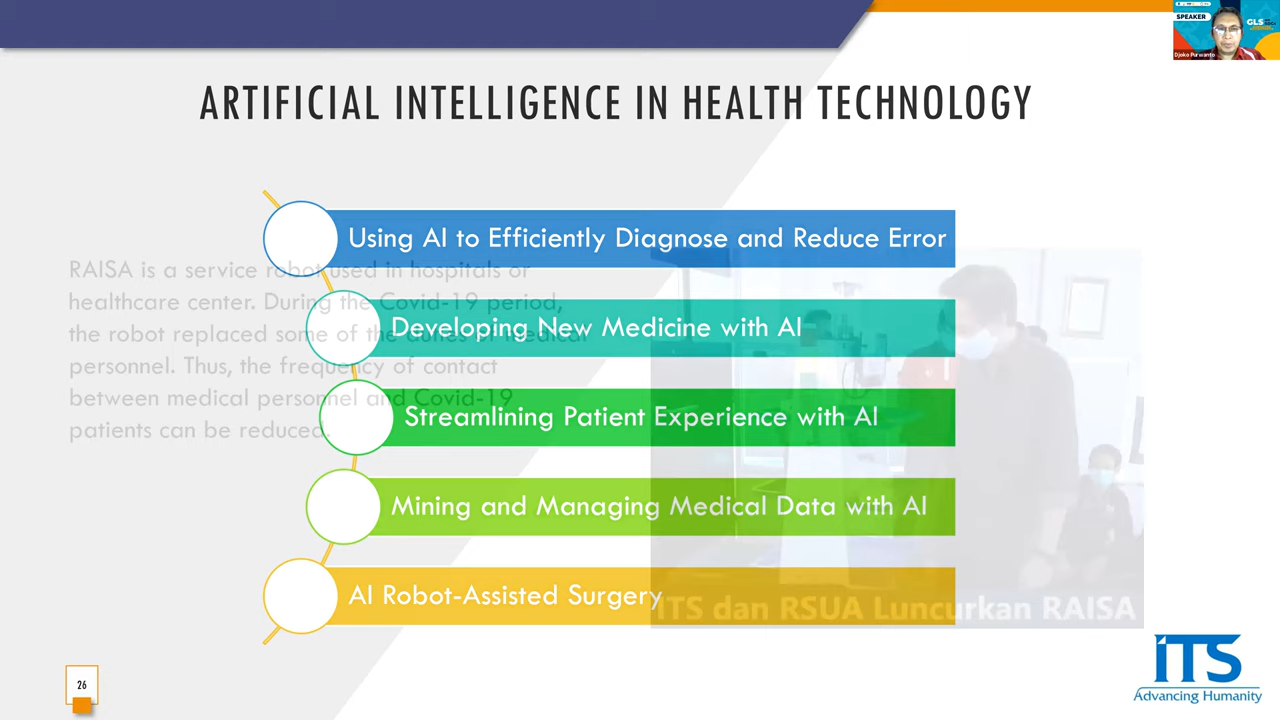 SPEAKER
GLS
Djoko Purwanto
ARTIFICIAL INTELLIGENCE IN HEALTH TECHNOLOGY
Using AI to Efficiently Diagnose and Reduce Error
Developing New Medicine with AI
Streamlining Patient Experience with AI
Mining and Managing Medical Data with AI
AI Robot-Assisted Surgery
RAISA is a service robot used in hospitals or
healthcare center. During the Covid-19 period,
the robot replaced some of the duties of medical
personnel. Thus, the frequency of contact
between medical personnel and Covid-19
patients can be reduced.
ITS dan RSUA Luncurkan RAISA
26
ITS
Advancing Humanity